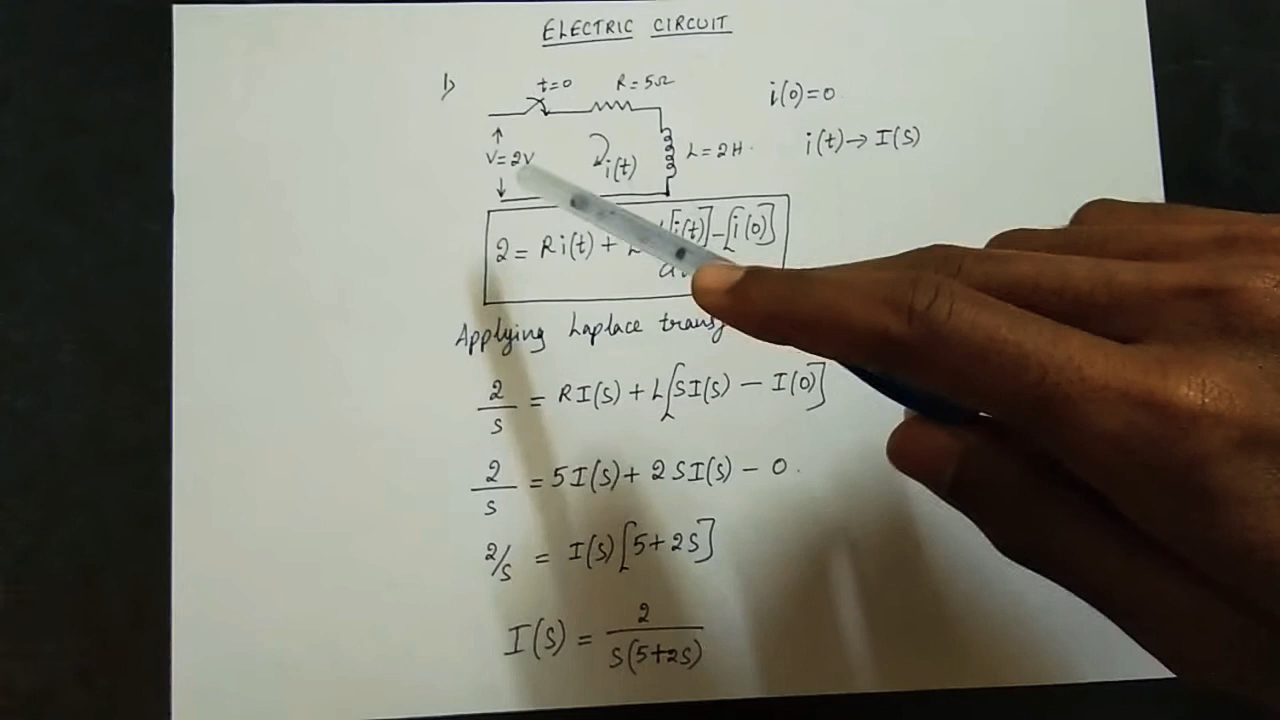 ELECTRIC CIRCUIT
1)
t=0 R=5Ω
i(0)=0
V=2V
i(t)
L=2H.
i(t)→I(S)
2 = Ri(t) + [i(t)] - [i(0)]
Applying Laplace
2/S = RI(S) + L[SI(S) - I(0)]
2/S = 5I(S) + 2SI(S) - 0.
2/S = I(S)[5+2S]
I(S) = 2/S(5+2S)